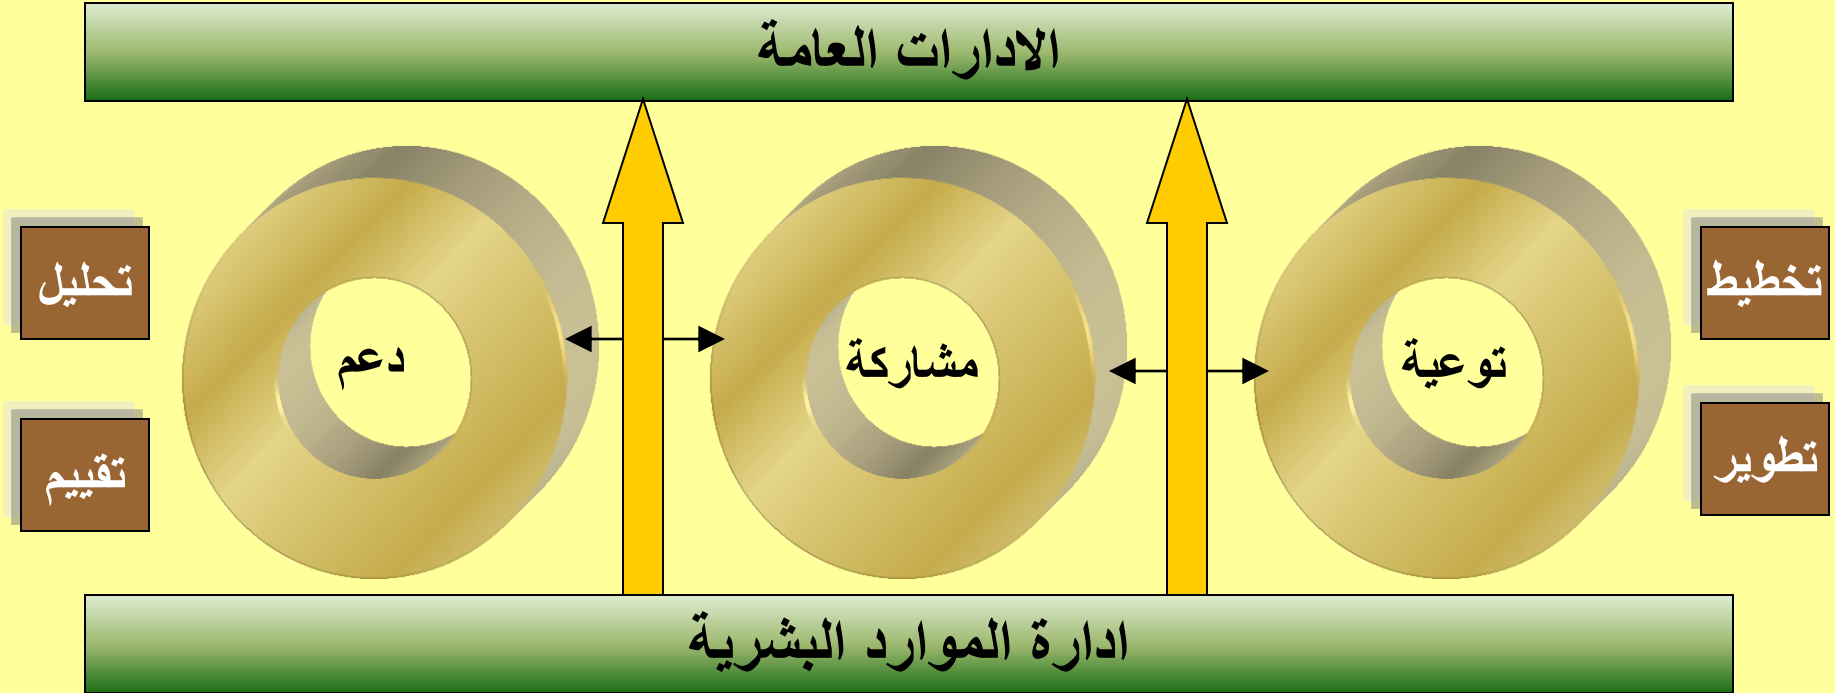 الادارات العامة
تخطيط
تطوير
توعية
مشاركة
دعم
تحليل
تقييم
ادارة الموارد البشرية